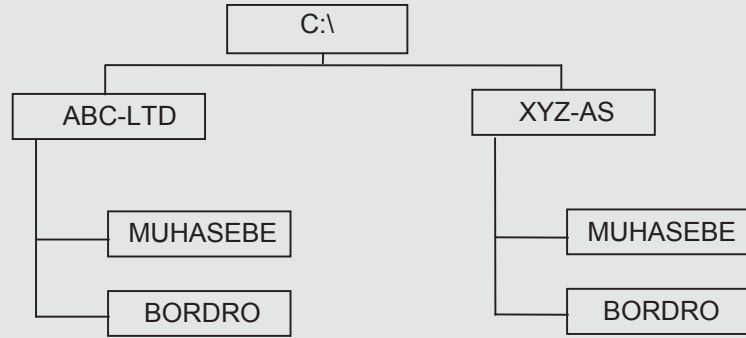 C:\
ABC-LTD
XYZ-AS
MUHASEBE
MUHASEBE
BORDRO
BORDRO